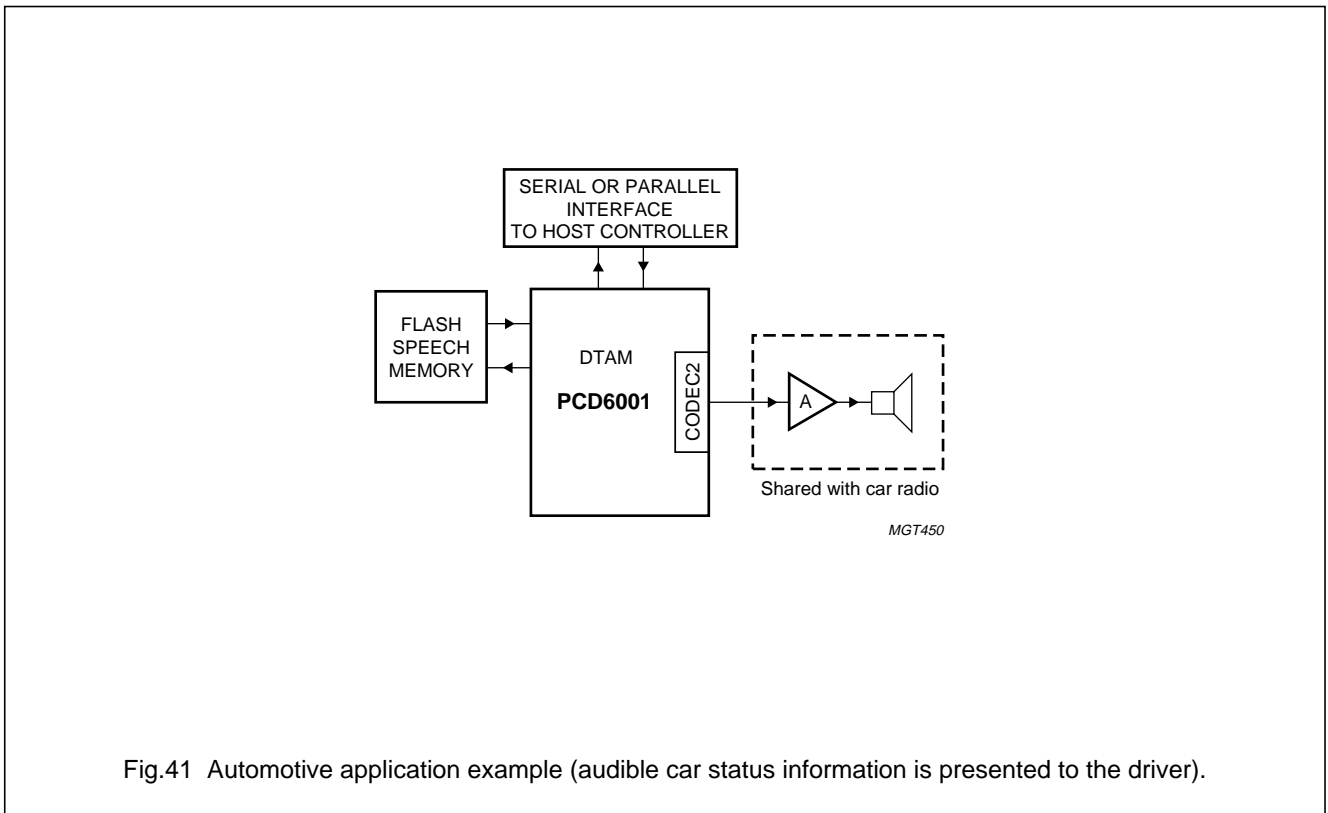 SERIAL OR PARALLEL
INTERFACE
TO HOST CONTROLLER
FLASH
SPEECH
MEMORY
DTAM
PCD6001
CODEC2
A
Shared with car radio
MGT450
Fig.41 Automotive application example (audible car status information is presented to the driver).